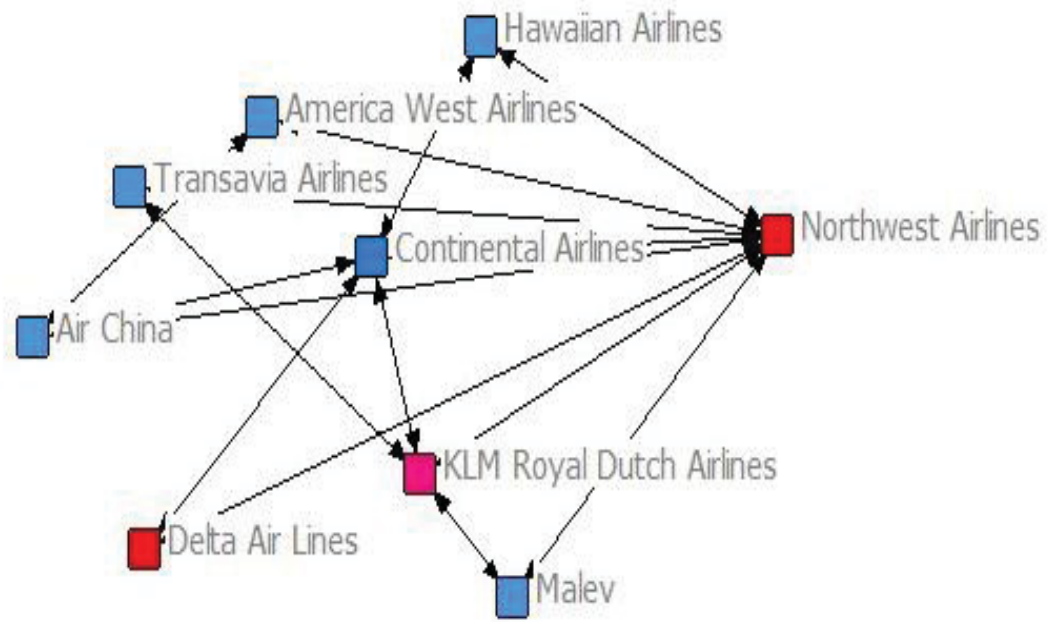 Hawaiian Airlines
America West Airlines
Transavia Airlines
Northwest Airlines
Continental Airlines
Air China
KLM Royal Dutch Airlines
Delta Air Lines
Malev